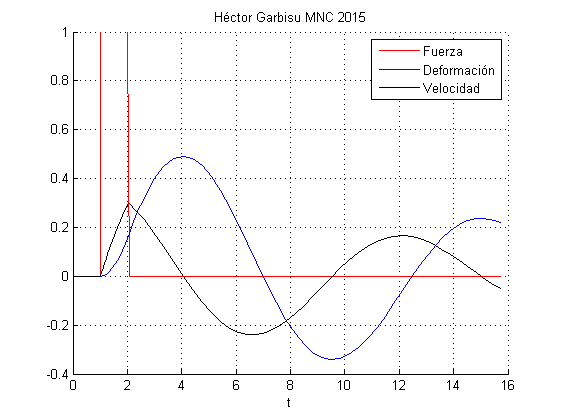 Héctor Garbisu MNC 2015
Fuerza
Deformación
Velocidad
1
0.8
0.6
0.4
0.2
0
-0.2
-0.4
0 2 4 6 8 10 12 14 16
t